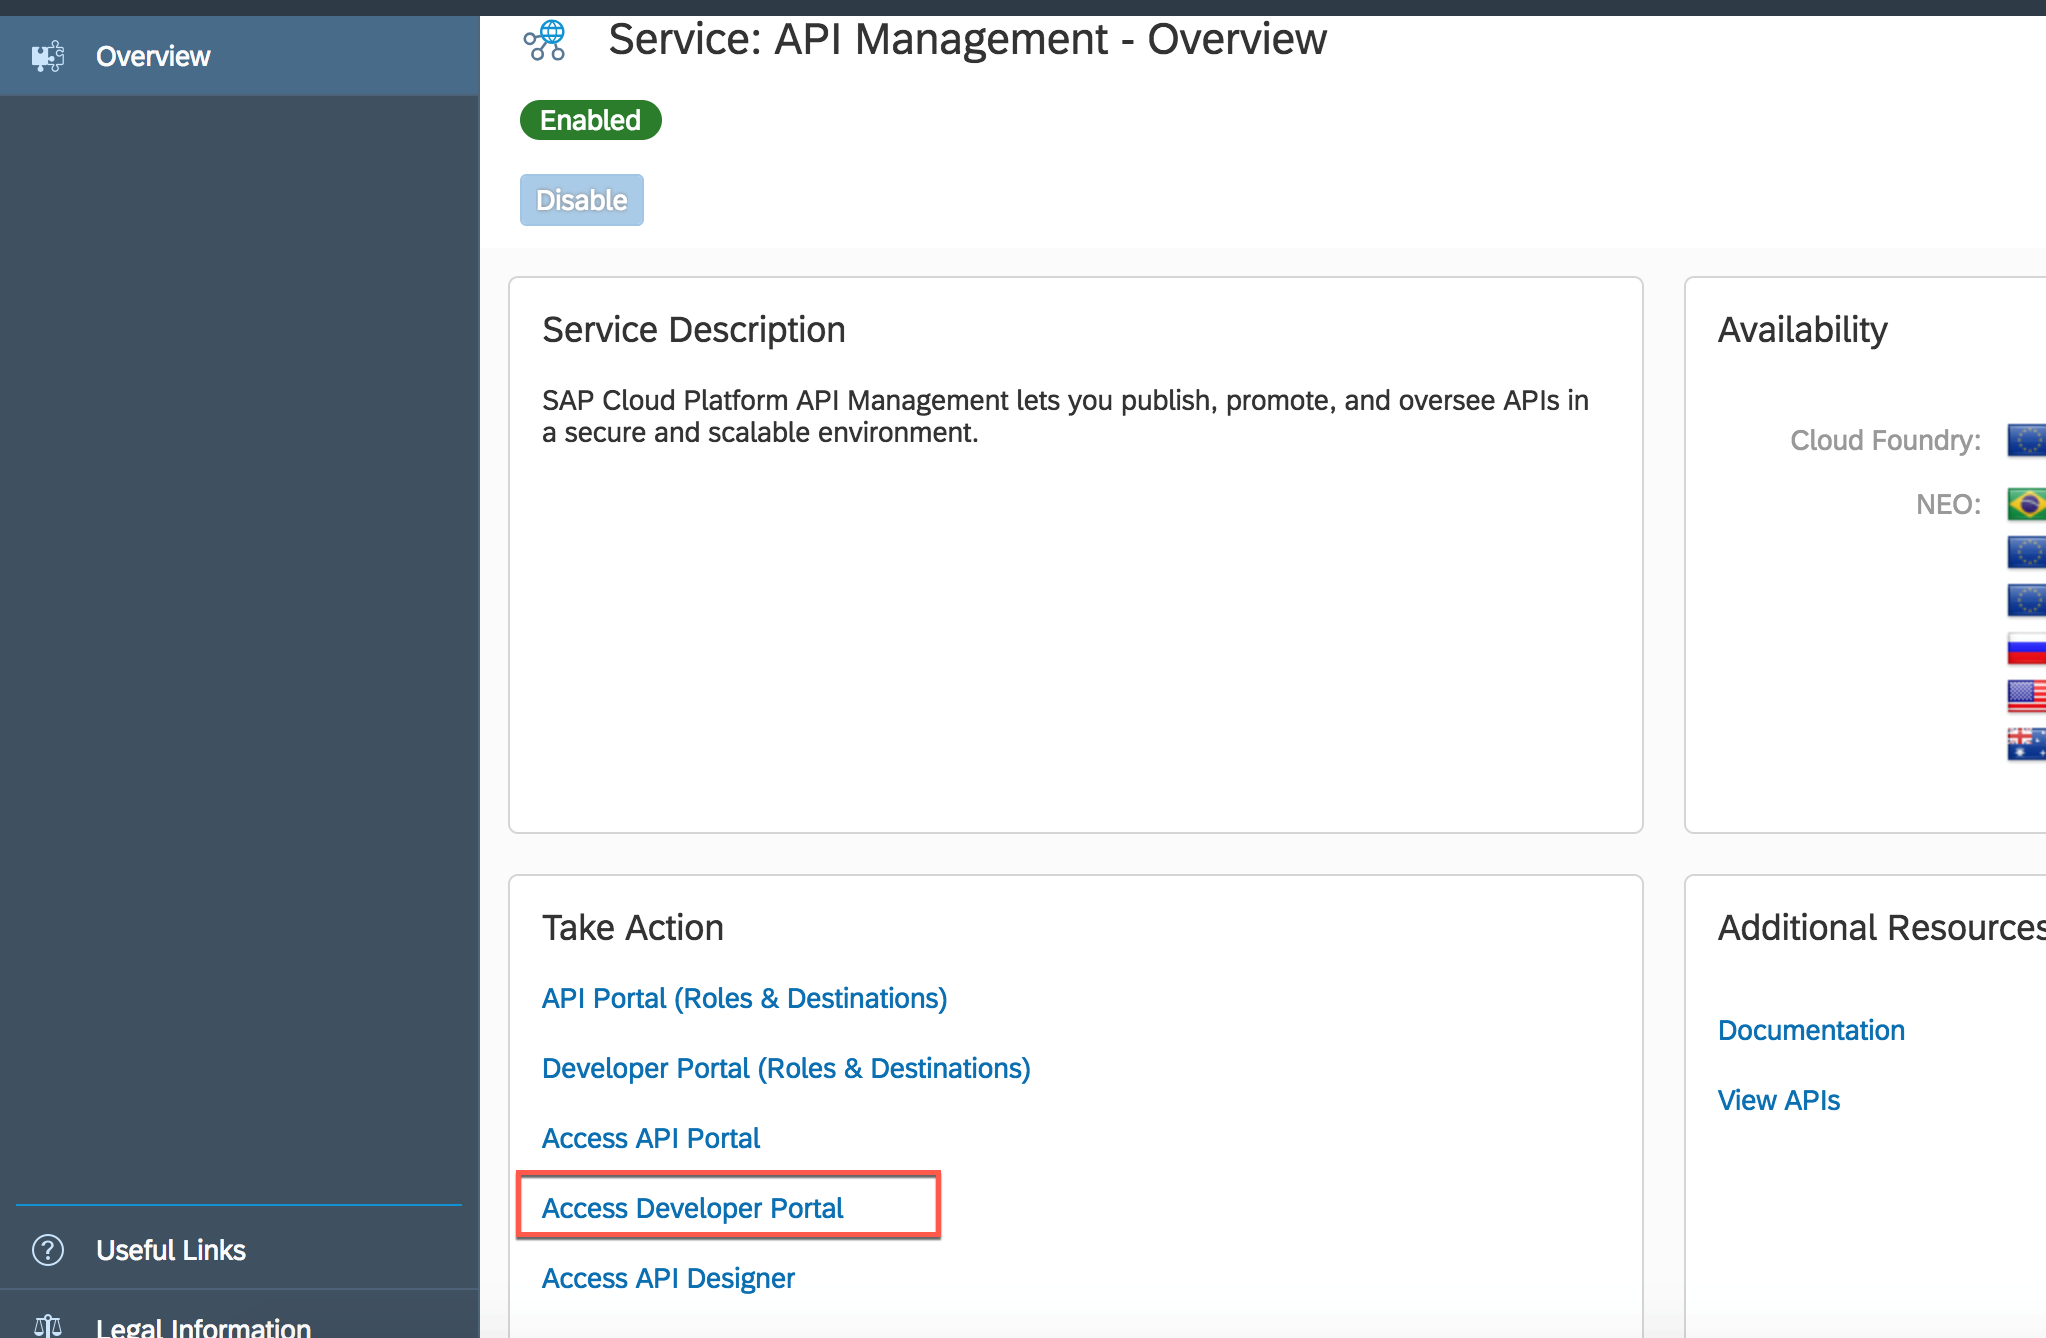 Overview
Useful Links
Legal Information
Service: API Management - Overview
Enabled
Disable
Service Description
SAP Cloud Platform API Management lets you publish, promote, and oversee APIs in
a secure and scalable environment.
Availability
Cloud Foundry:
NEO:
Take Action
API Portal (Roles & Destinations)
Developer Portal (Roles & Destinations)
Access API Portal
Access Developer Portal
Access API Designer
Additional Resources
Documentation
View APIs